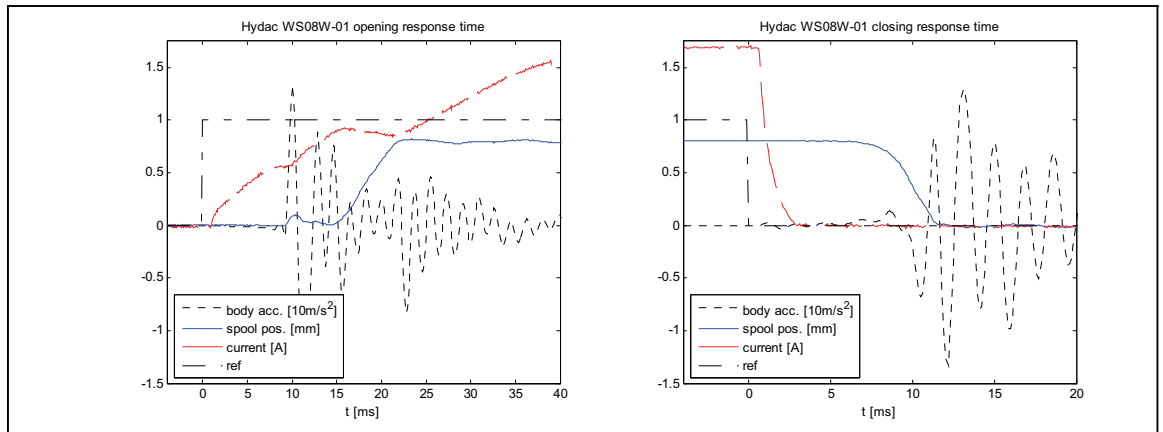 Hydac WS08W-01 opening response time
1.5
1
0.5
0
-0.5
-1
-1.5
body acc. [10m/s²]
spool pos. [mm]
current [A]
ref
0 5 10 15 20 25 30 35 40
t [ms]
Hydac WS08W-01 closing response time
1.5
1
0.5
0
-0.5
-1
-1.5
body acc. [10m/s²]
spool pos. [mm]
current [A]
ref
0 5 10 15 20
t [ms]